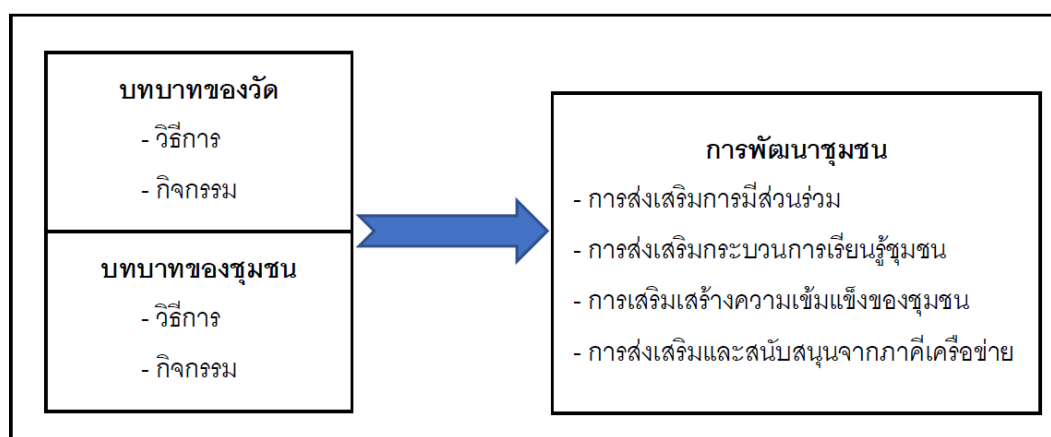 บทบาทของวัด
- วิธีการ
- กิจกรรม
บทบาทของชุมชน
- วิธีการ
- กิจกรรม
การพัฒนาชุมชน
- การส่งเสริมการมีส่วนร่วม
- การส่งเสริมกระบวนการเรียนรู้ชุมชน
- การเสริมเสร้างความเข้มแข็งของชุมชน
- การส่งเสริมและสนับสนุนจากภาคีเครือข่าย